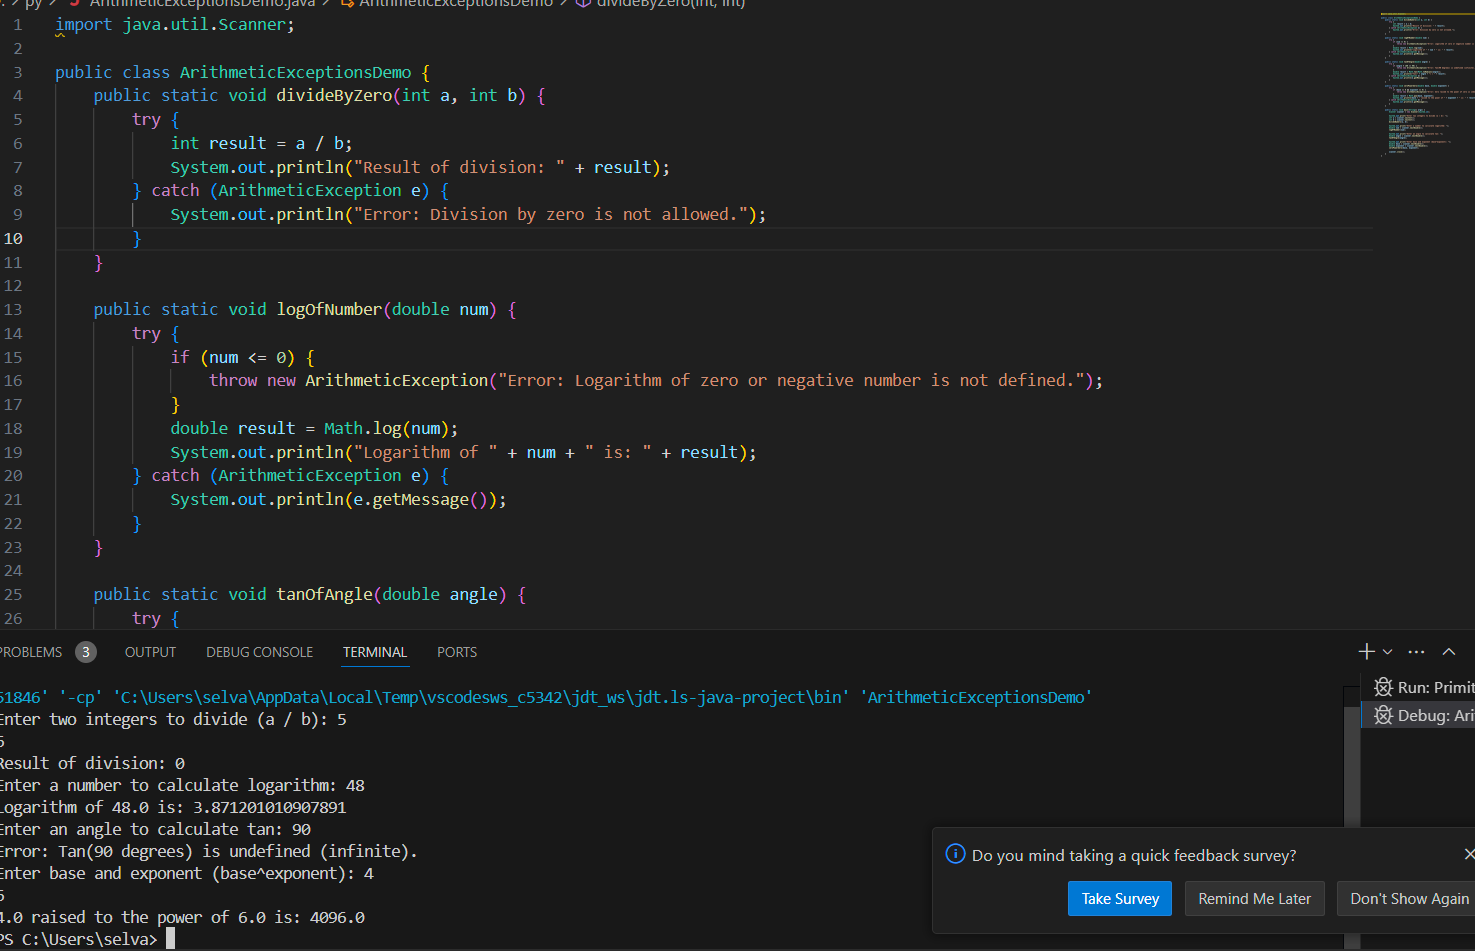 py > ArithmeticExceptionsDemo.java > ArithmeticExceptionsDemo > divideByZero(int, int)
1 import java.util.Scanner;
2
3 public class ArithmeticExceptionsDemo {
4 public static void divideByZero(int a, int b) {
5 try {
6 int result = a / b;
7 System.out.println("Result of division: " + result);
8 } catch (ArithmeticException e) {
9 System.out.println("Error: Division by zero is not allowed.");
10 }
11 }
12
13 public static void logOfNumber(double num) {
14 try {
15 if (num <= 0) {
16 throw new ArithmeticException("Error: Logarithm of zero or negative number is not defined.");
17 }
18 double result = Math.log(num);
19 System.out.println("Logarithm of " + num + " is: " + result);
20 } catch (ArithmeticException e) {
21 System.out.println(e.getMessage());
22 }
23 }
24
25 public static void tanOfAngle(double angle) {
26 try {
PROBLEMS 3 OUTPUT DEBUG CONSOLE TERMINAL PORTS
51846' '-cp' 'C:\Users\selva\AppData\Local\Temp\vscodesws_c5342\jdt_ws\jdt.ls-java-project\bin' 'ArithmeticExceptionsDemo'
Enter two integers to divide (a / b): 5
6
Result of division: 0
Enter a number to calculate logarithm: 48
Logarithm of 48.0 is: 3.871201010907891
Enter an angle to calculate tan: 90
Error: Tan(90 degrees) is undefined (infinite).
Enter base and exponent (base^exponent): 4
6
4.0 raised to the power of 6.0 is: 4096.0
PS C:\Users\selva>
Run: Primit
Debug: Ari
Do you mind taking a quick feedback survey?
Take Survey Remind Me Later Don't Show Again